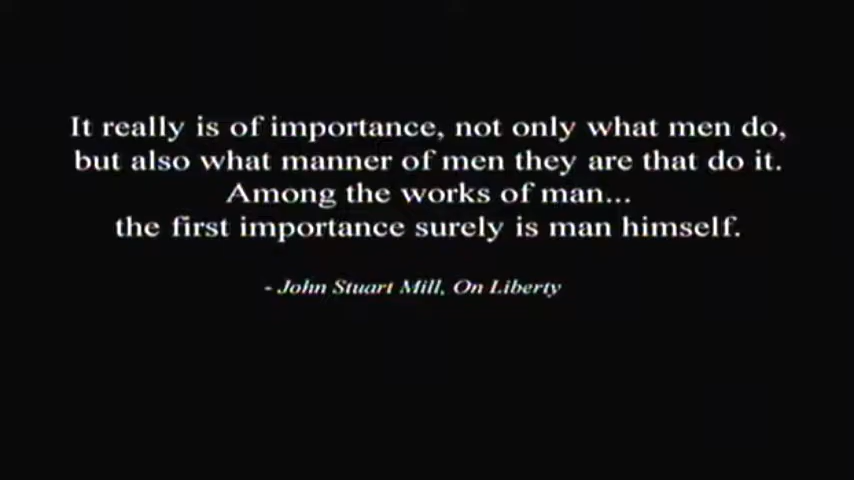 It really is of importance, not only what men do,
but also what manner of men they are that do it.
Among the works of man...
the first importance surely is man himself.
- John Stuart Mill, On Liberty